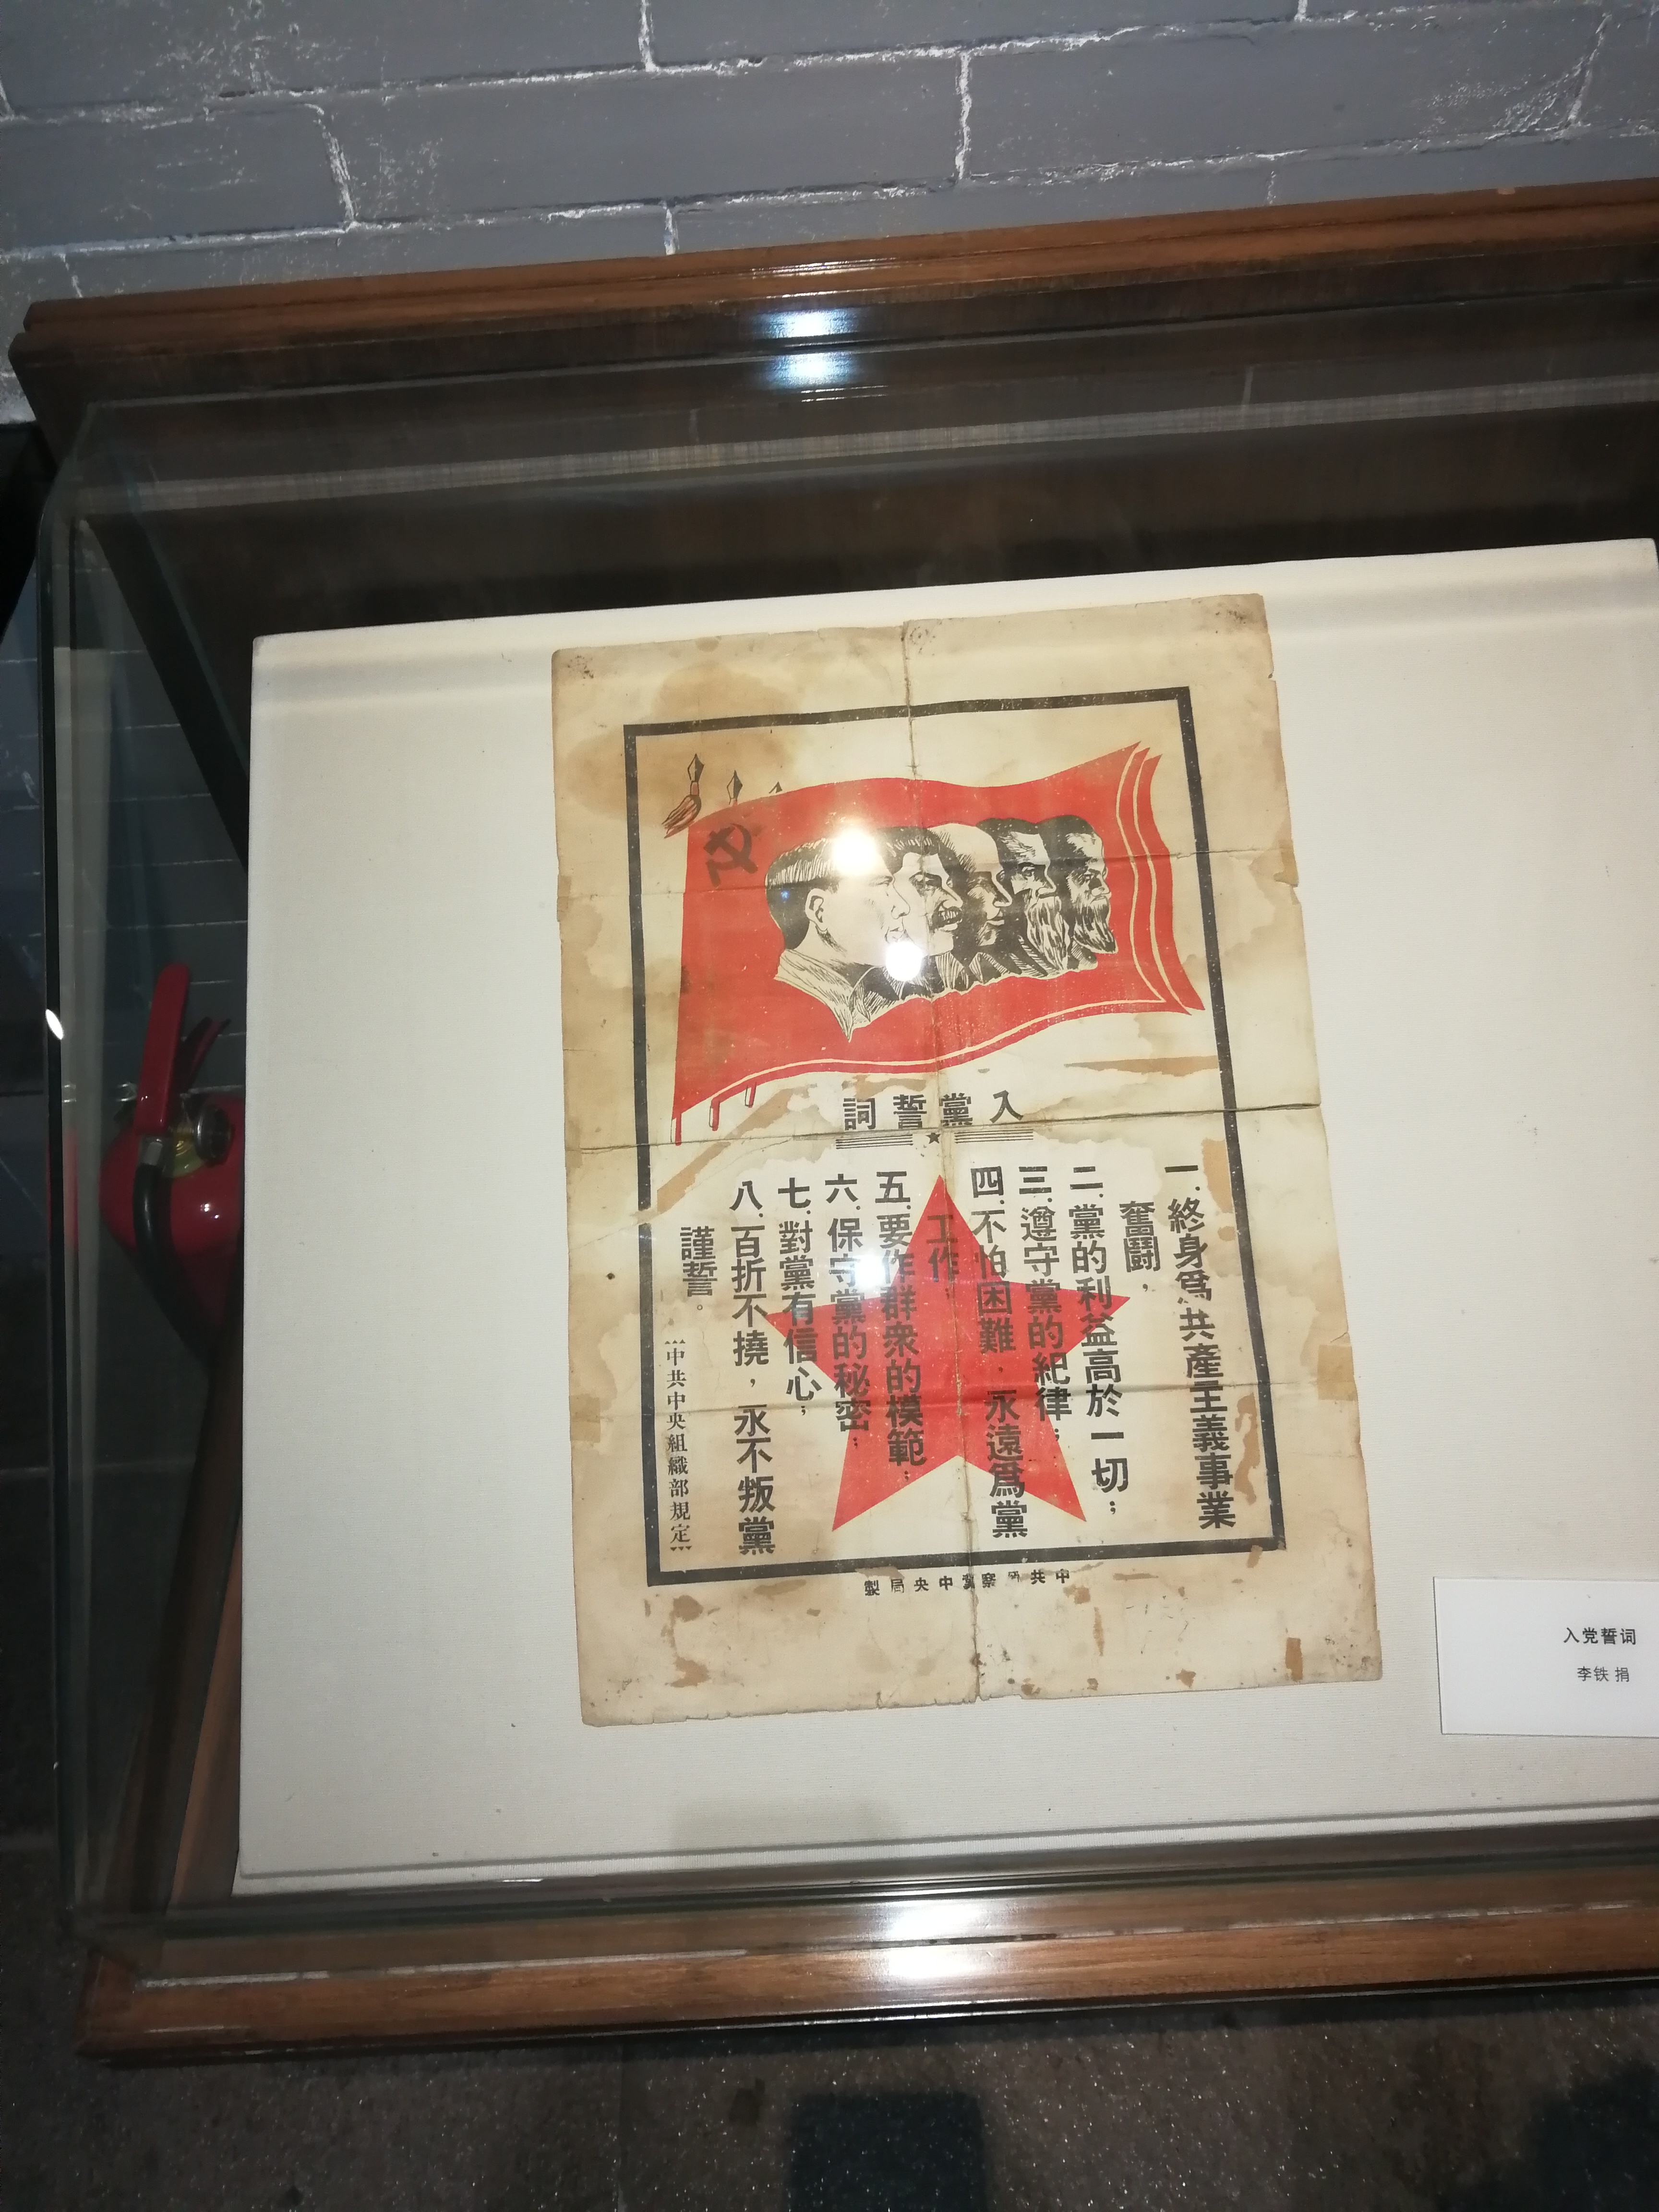 入黨誓詞
一.終身爲共產主義事業
奮鬪，
二.黨的利益高於一切；
三.遵守黨的紀律；
四.不怕困難，永遠爲黨
工作；
五.要作群衆的模範；
六.保守黨的秘密；
七.對黨有信心；
八.百折不撓，永不叛黨
謹誓。
中共中央組織部規定
中共 察冀中央局製
入党誓词
李铁 捐